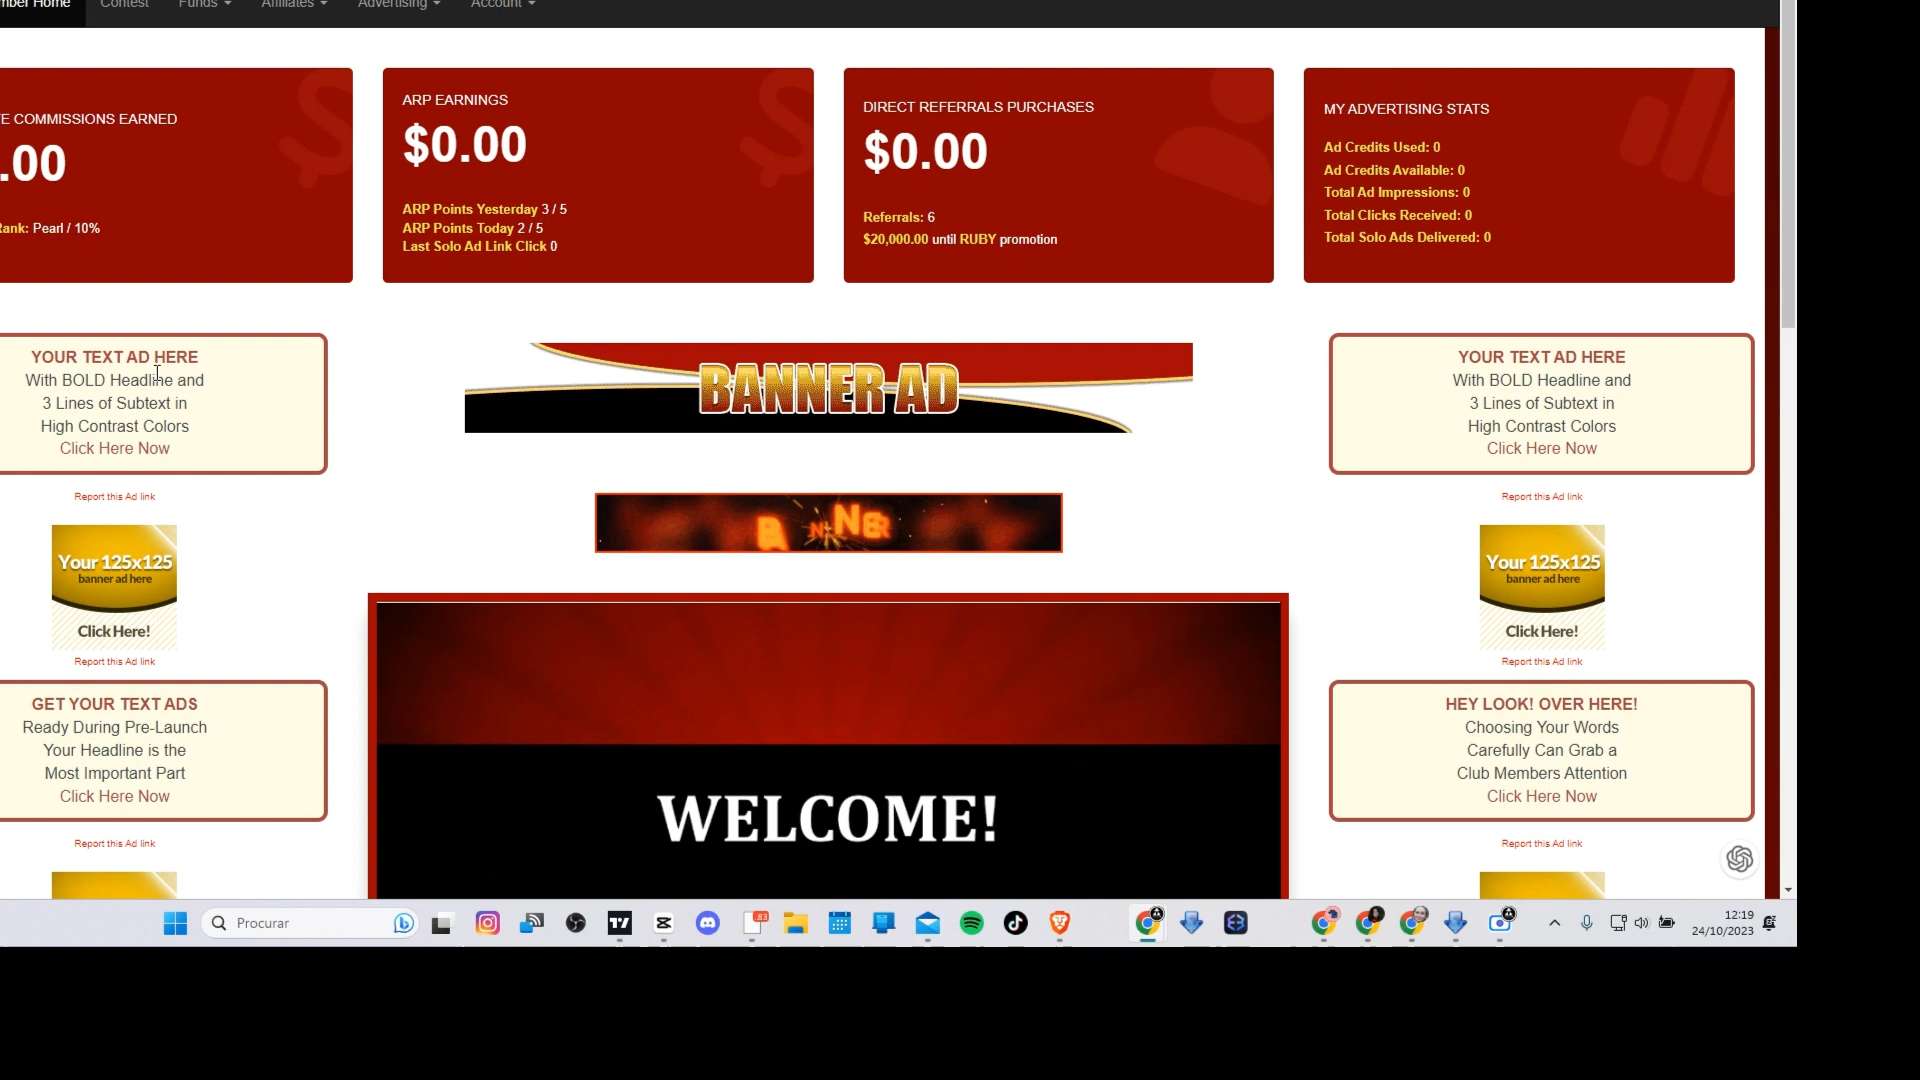 mber Home Contest Funds Affiliates Advertising Account
E COMMISSIONS EARNED
.00
Rank: Pearl / 10%
ARP EARNINGS
$0.00
ARP Points Yesterday 3 / 5
ARP Points Today 2 / 5
Last Solo Ad Link Click 0
DIRECT REFERRALS PURCHASES
$0.00
Referrals: 6
$20,000.00 until RUBY promotion
MY ADVERTISING STATS
Ad Credits Used: 0
Ad Credits Available: 0
Total Ad Impressions: 0
Total Clicks Received: 0
Total Solo Ads Delivered: 0
YOUR TEXT AD HERE
With BOLD Headline and
3 Lines of Subtext in
High Contrast Colors
Click Here Now
Report this Ad link
Your 125x125
banner ad here
Click Here!
Report this Ad link
GET YOUR TEXT ADS
Ready During Pre-Launch
Your Headline is the
Most Important Part
Click Here Now
Report this Ad link
BANNER AD
WELCOME!
YOUR TEXT AD HERE
With BOLD Headline and
3 Lines of Subtext in
High Contrast Colors
Click Here Now
Report this Ad link
Your 125x125
banner ad here
Click Here!
Report this Ad link
HEY LOOK! OVER HERE!
Choosing Your Words
Carefully Can Grab a
Club Members Attention
Click Here Now
Report this Ad link
Procurar
83
12:19
24/10/2023